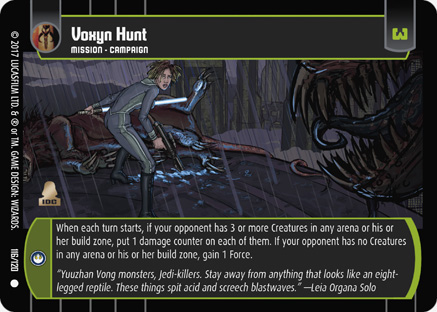 Voxyn Hunt
MISSION • CAMPAIGN
3
© 2017 LUCASFILM LTD. & ® or TM. GAME DESIGN: WIZARDS.
IDC
When each turn starts, if your opponent has 3 or more Creatures in any arena or his or
her build zone, put 1 damage counter on each of them. If your opponent has no Creatures
in any arena or his or her build zone, gain 1 Force.
“Yuuzhan Vong monsters, Jedi-killers. Stay away from anything that looks like an eight-
legged reptile. These things spit acid and screech blastwaves.” —Leia Organa Solo